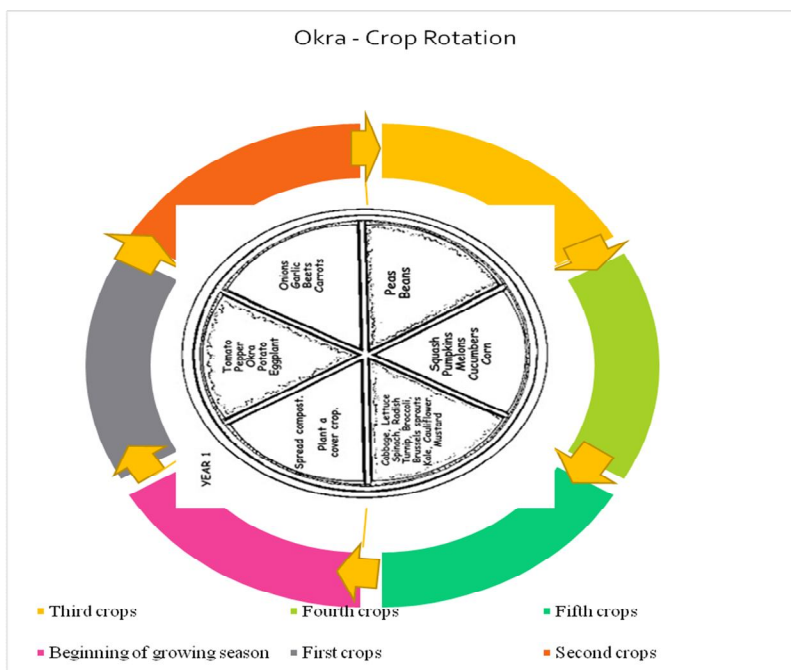 Okra - Crop Rotation
Onions
Garlic
Beets
Carrots
Peas
Beans
Tomato
Pepper
Okra
Potato
Eggplant
Squash
Pumpkins
Melons
Cucumbers
Corn
Spread compost.
Plant a
cover crop.
Cabbage, Lettuce
Spinach, Radish
Turnip, Broccoli,
Brussels sprouts
Kale, Cauliflower,
Mustard
YEAR 1
Third crops
Fourth crops
Fifth crops
Beginning of growing season
First crops
Second crops